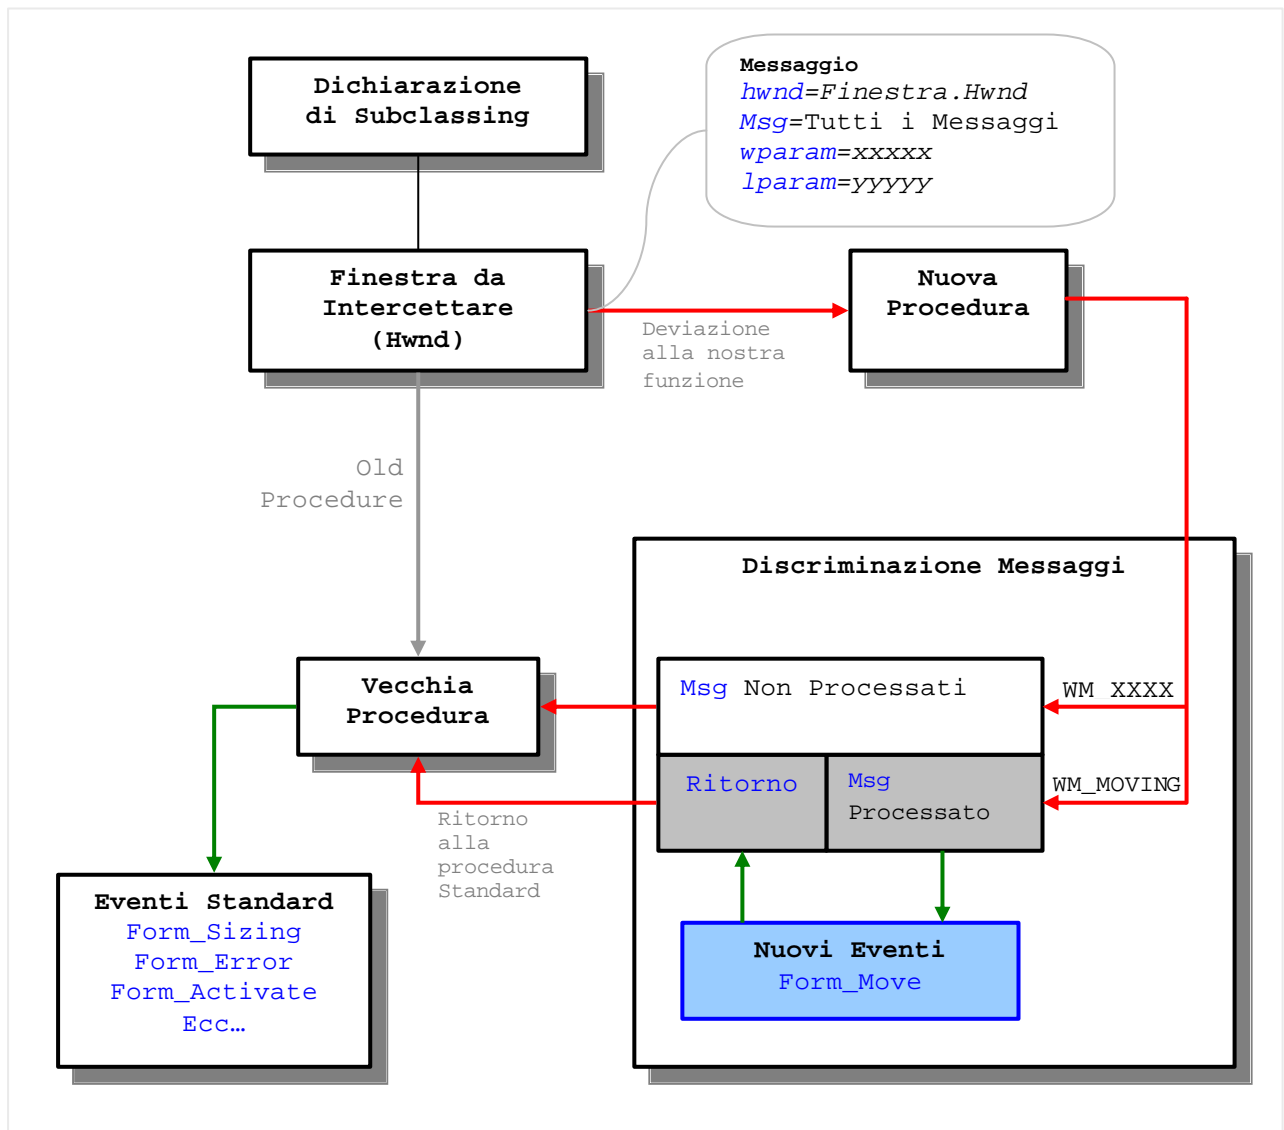 Dichiarazione
di Subclassing
Messaggio
hwnd=Finestra.Hwnd
Msg=Tutti i Messaggi
wparam=xxxxx
lparam=yyyyy
Finestra da
Intercettare
(Hwnd)
Nuova
Procedura
Deviazione
alla nostra
funzione
Old
Procedure
Discriminazione Messaggi
Vecchia
Procedura
Msg Non Processati
WM_XXXX
Ritorno
Msg
Processato
WM_MOVING
Ritorno
alla
procedura
Standard
Eventi Standard
Form_Sizing
Form_Error
Form_Activate
Ecc…
Nuovi Eventi
Form_Move